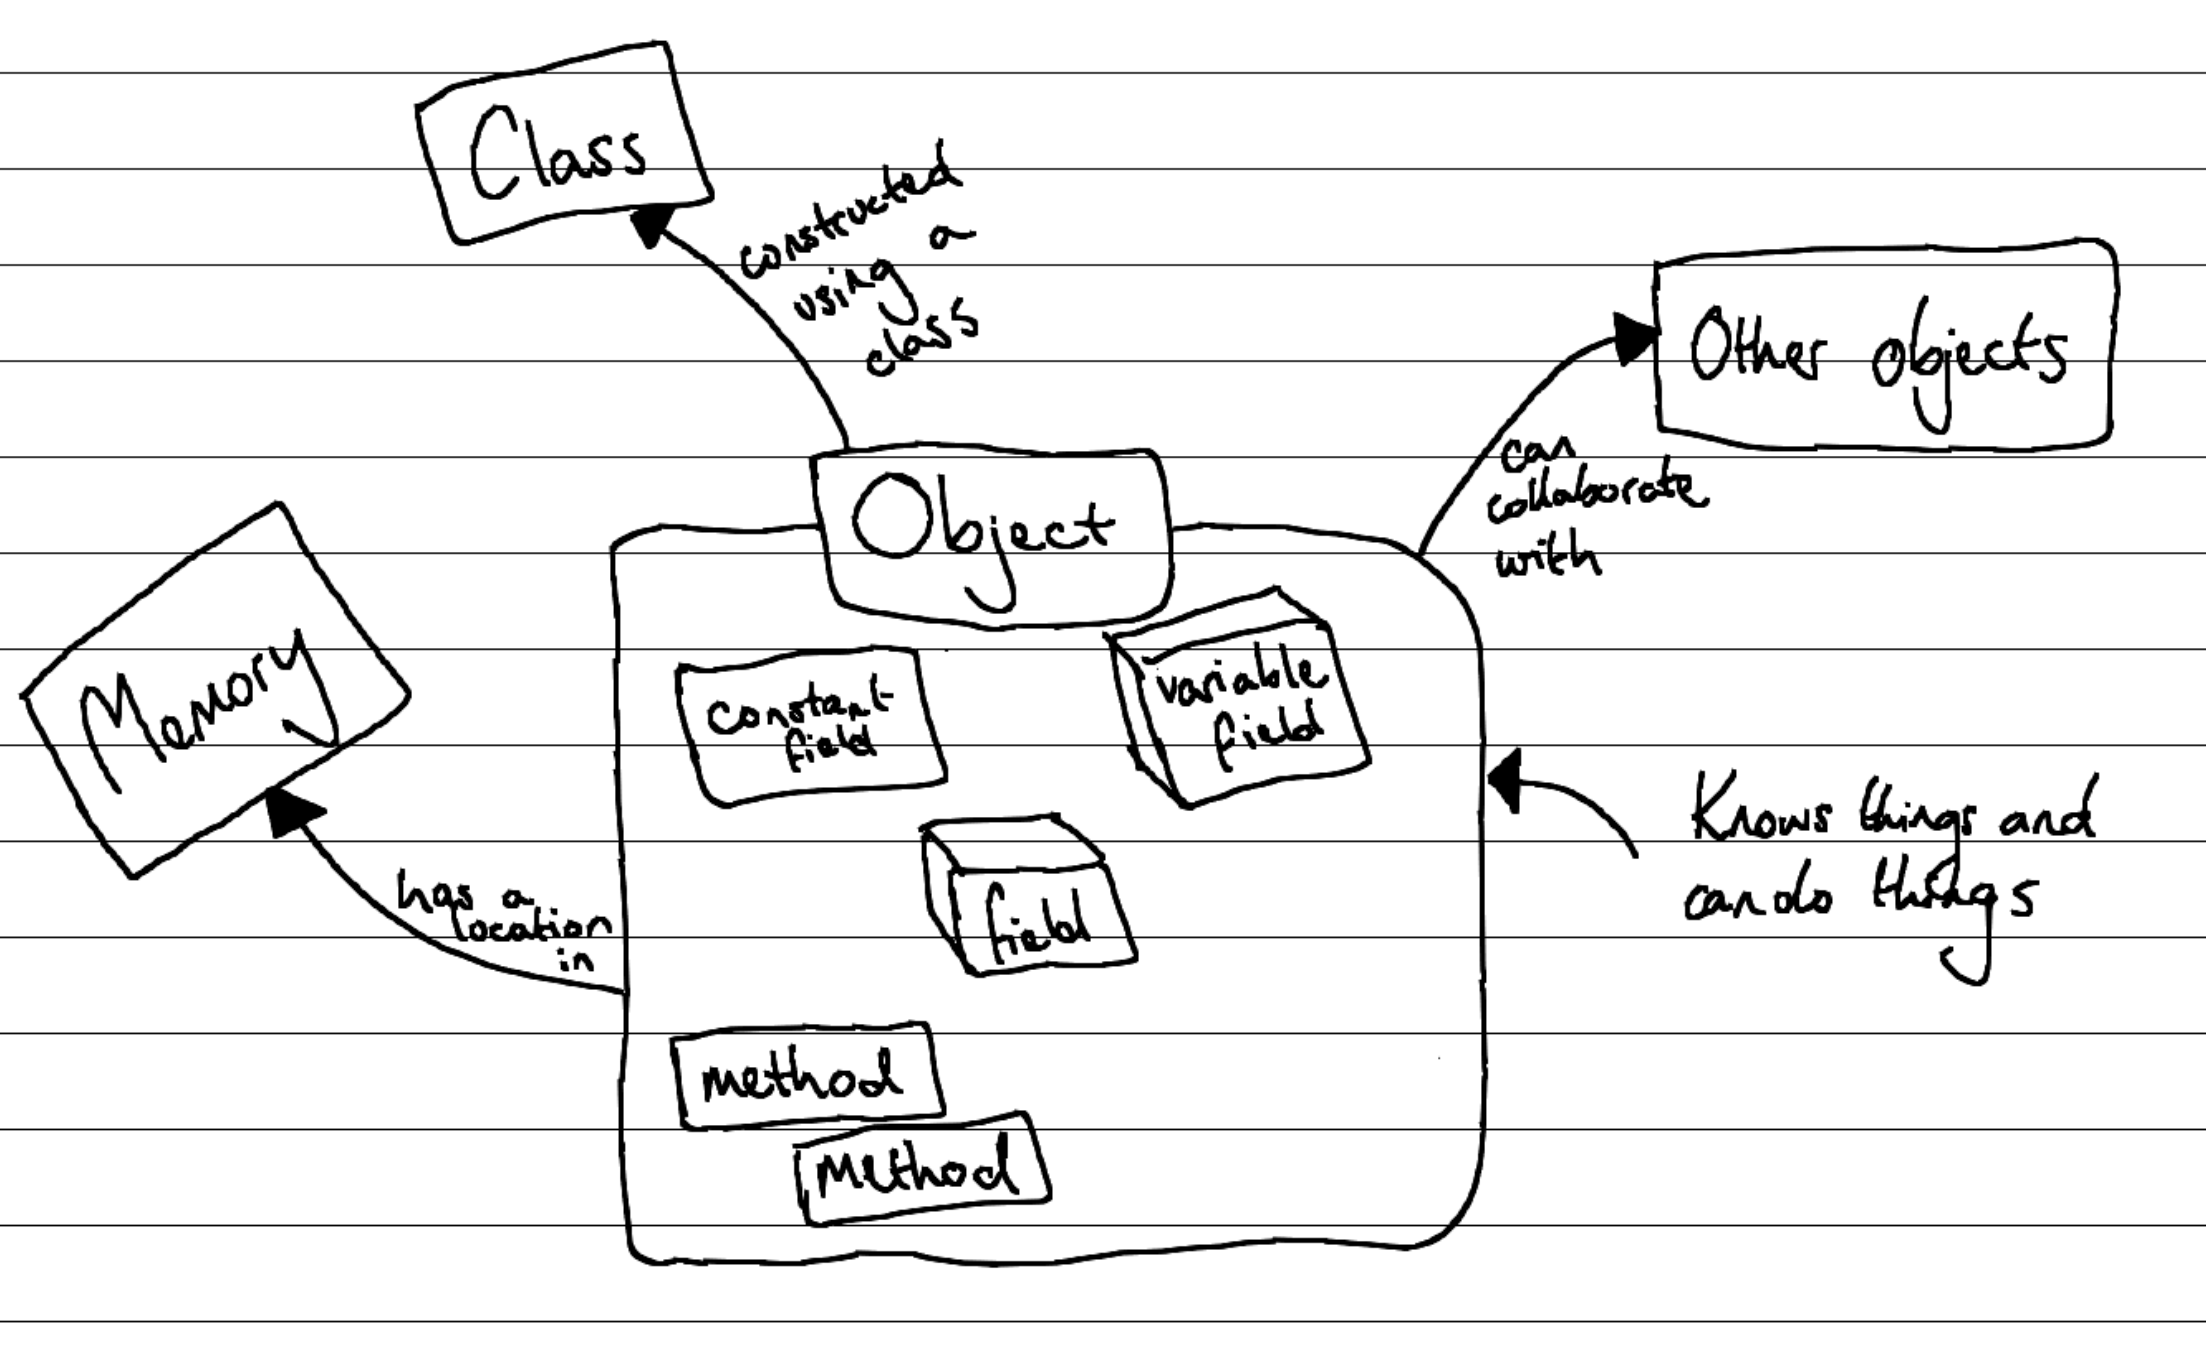 Class
constructed
using a
class
Other objects
can
collaborate
with
Object
Memory
constant
field
variable
field
Knows things and
can do things
field
has a
location
in
method
method